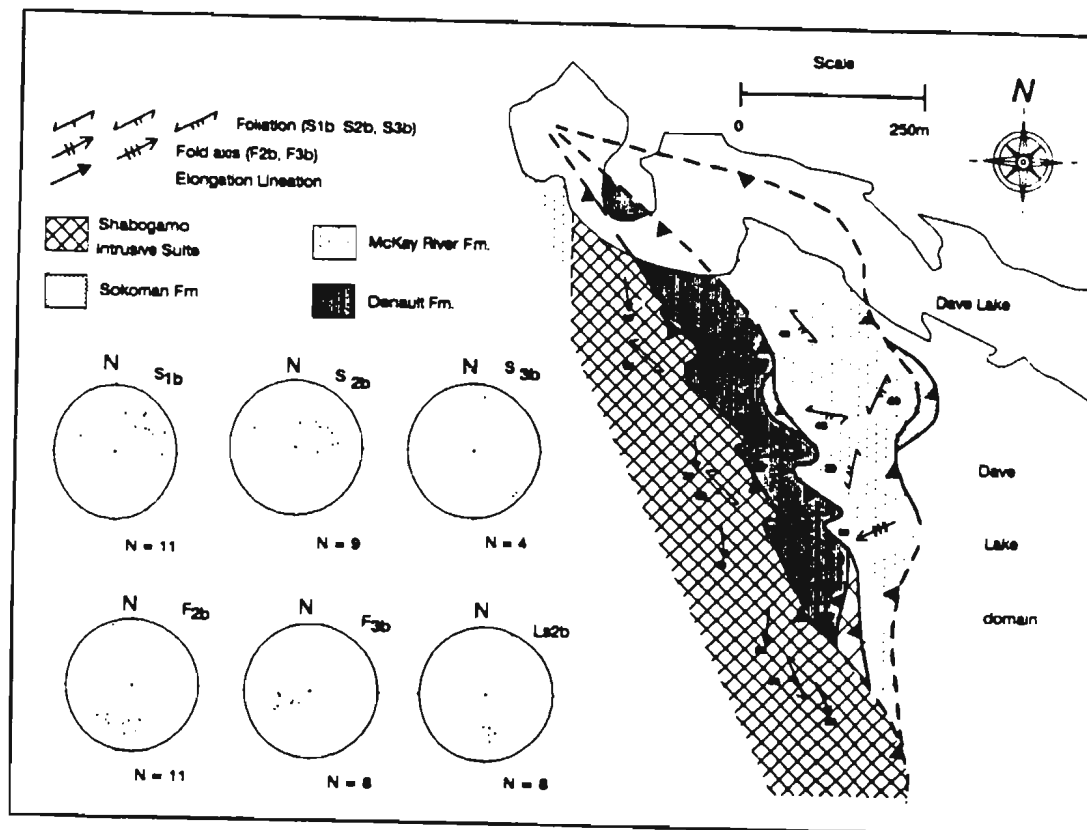 Scale
0 250m
N
Foliation (S1b S2b, S3b)
Fold axis (F2b, F3b)
Elongation Lineation
Shabogamo
Intrusive Suite
McKay River Fm.
Sokoman Fm
Denault Fm.
Dave Lake
Dave
Lake
domain
N S1b
N S2b
N S3b
N = 11
N = 9
N = 4
N F2b
N F3b
N Ls2b
N = 11
N = 8
N = 8